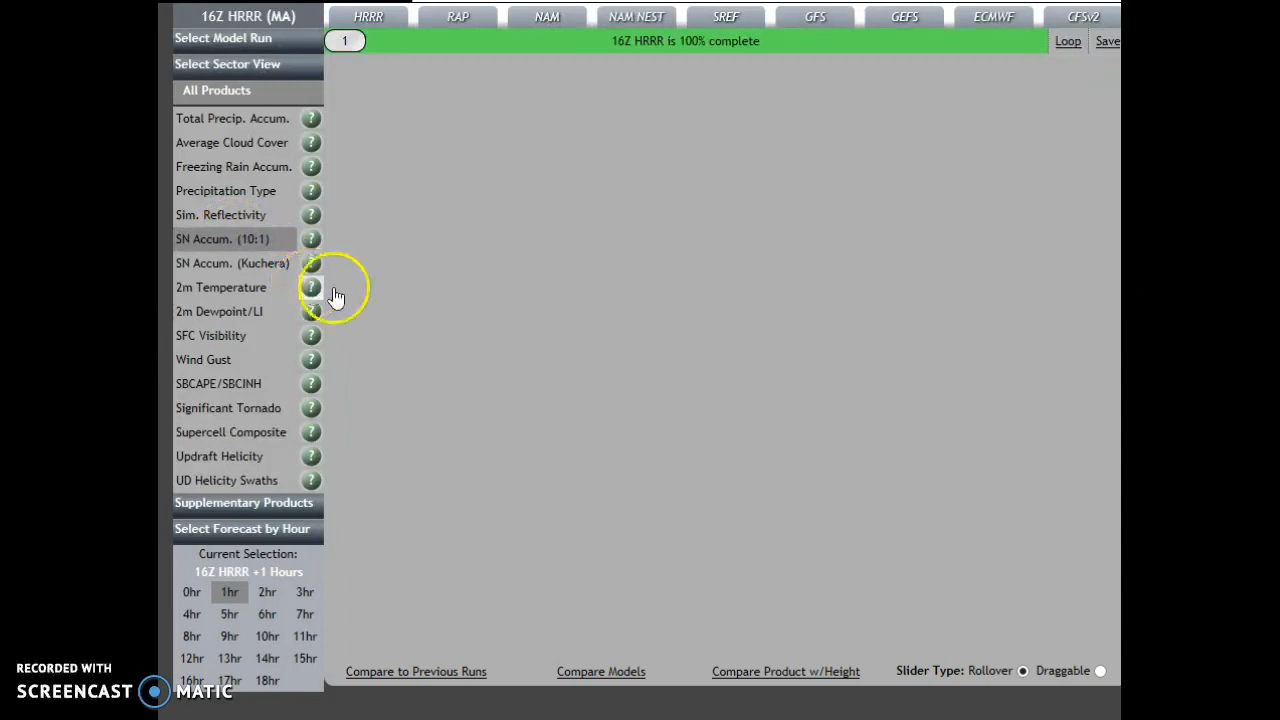 16Z HRRR (MA)
HRRR RAP NAM NAM NEST SREF GFS GEFS ECMWF CFSv2
Select Model Run
1 16Z HRRR is 100% complete Loop Save
Select Sector View
All Products
Total Precip. Accum. ?
Average Cloud Cover ?
Freezing Rain Accum. ?
Precipitation Type ?
Sim. Reflectivity ?
SN Accum. (10:1) ?
SN Accum. (Kuchera) ?
2m Temperature ?
2m Dewpoint/LI ?
SFC Visibility ?
Wind Gust ?
SBCAPE/SBCINH ?
Significant Tornado ?
Supercell Composite ?
Updraft Helicity ?
UD Helicity Swaths ?
Supplementary Products
Select Forecast by Hour
Current Selection:
16Z HRRR +1 Hours
0hr 1hr 2hr 3hr
4hr 5hr 6hr 7hr
8hr 9hr 10hr 11hr
12hr 13hr 14hr 15hr
16hr 17hr 18hr
Compare to Previous Runs Compare Models Compare Product w/Height Slider Type: Rollover Draggable
RECORDED WITH
SCREENCAST MATIC